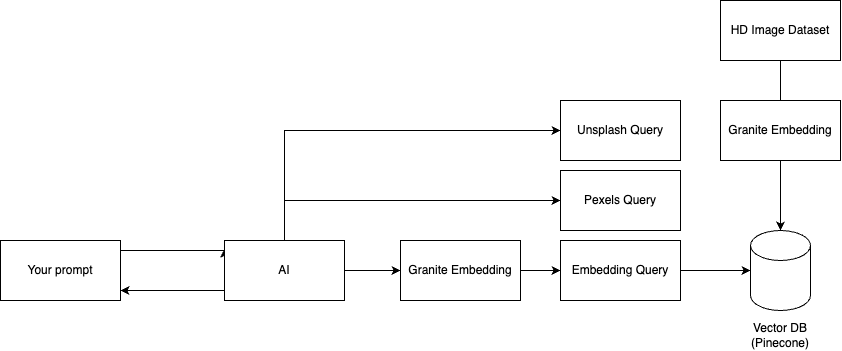 HD Image Dataset
Unsplash Query
Granite Embedding
Pexels Query
Your prompt
AI
Granite Embedding
Embedding Query
Vector DB
(Pinecone)